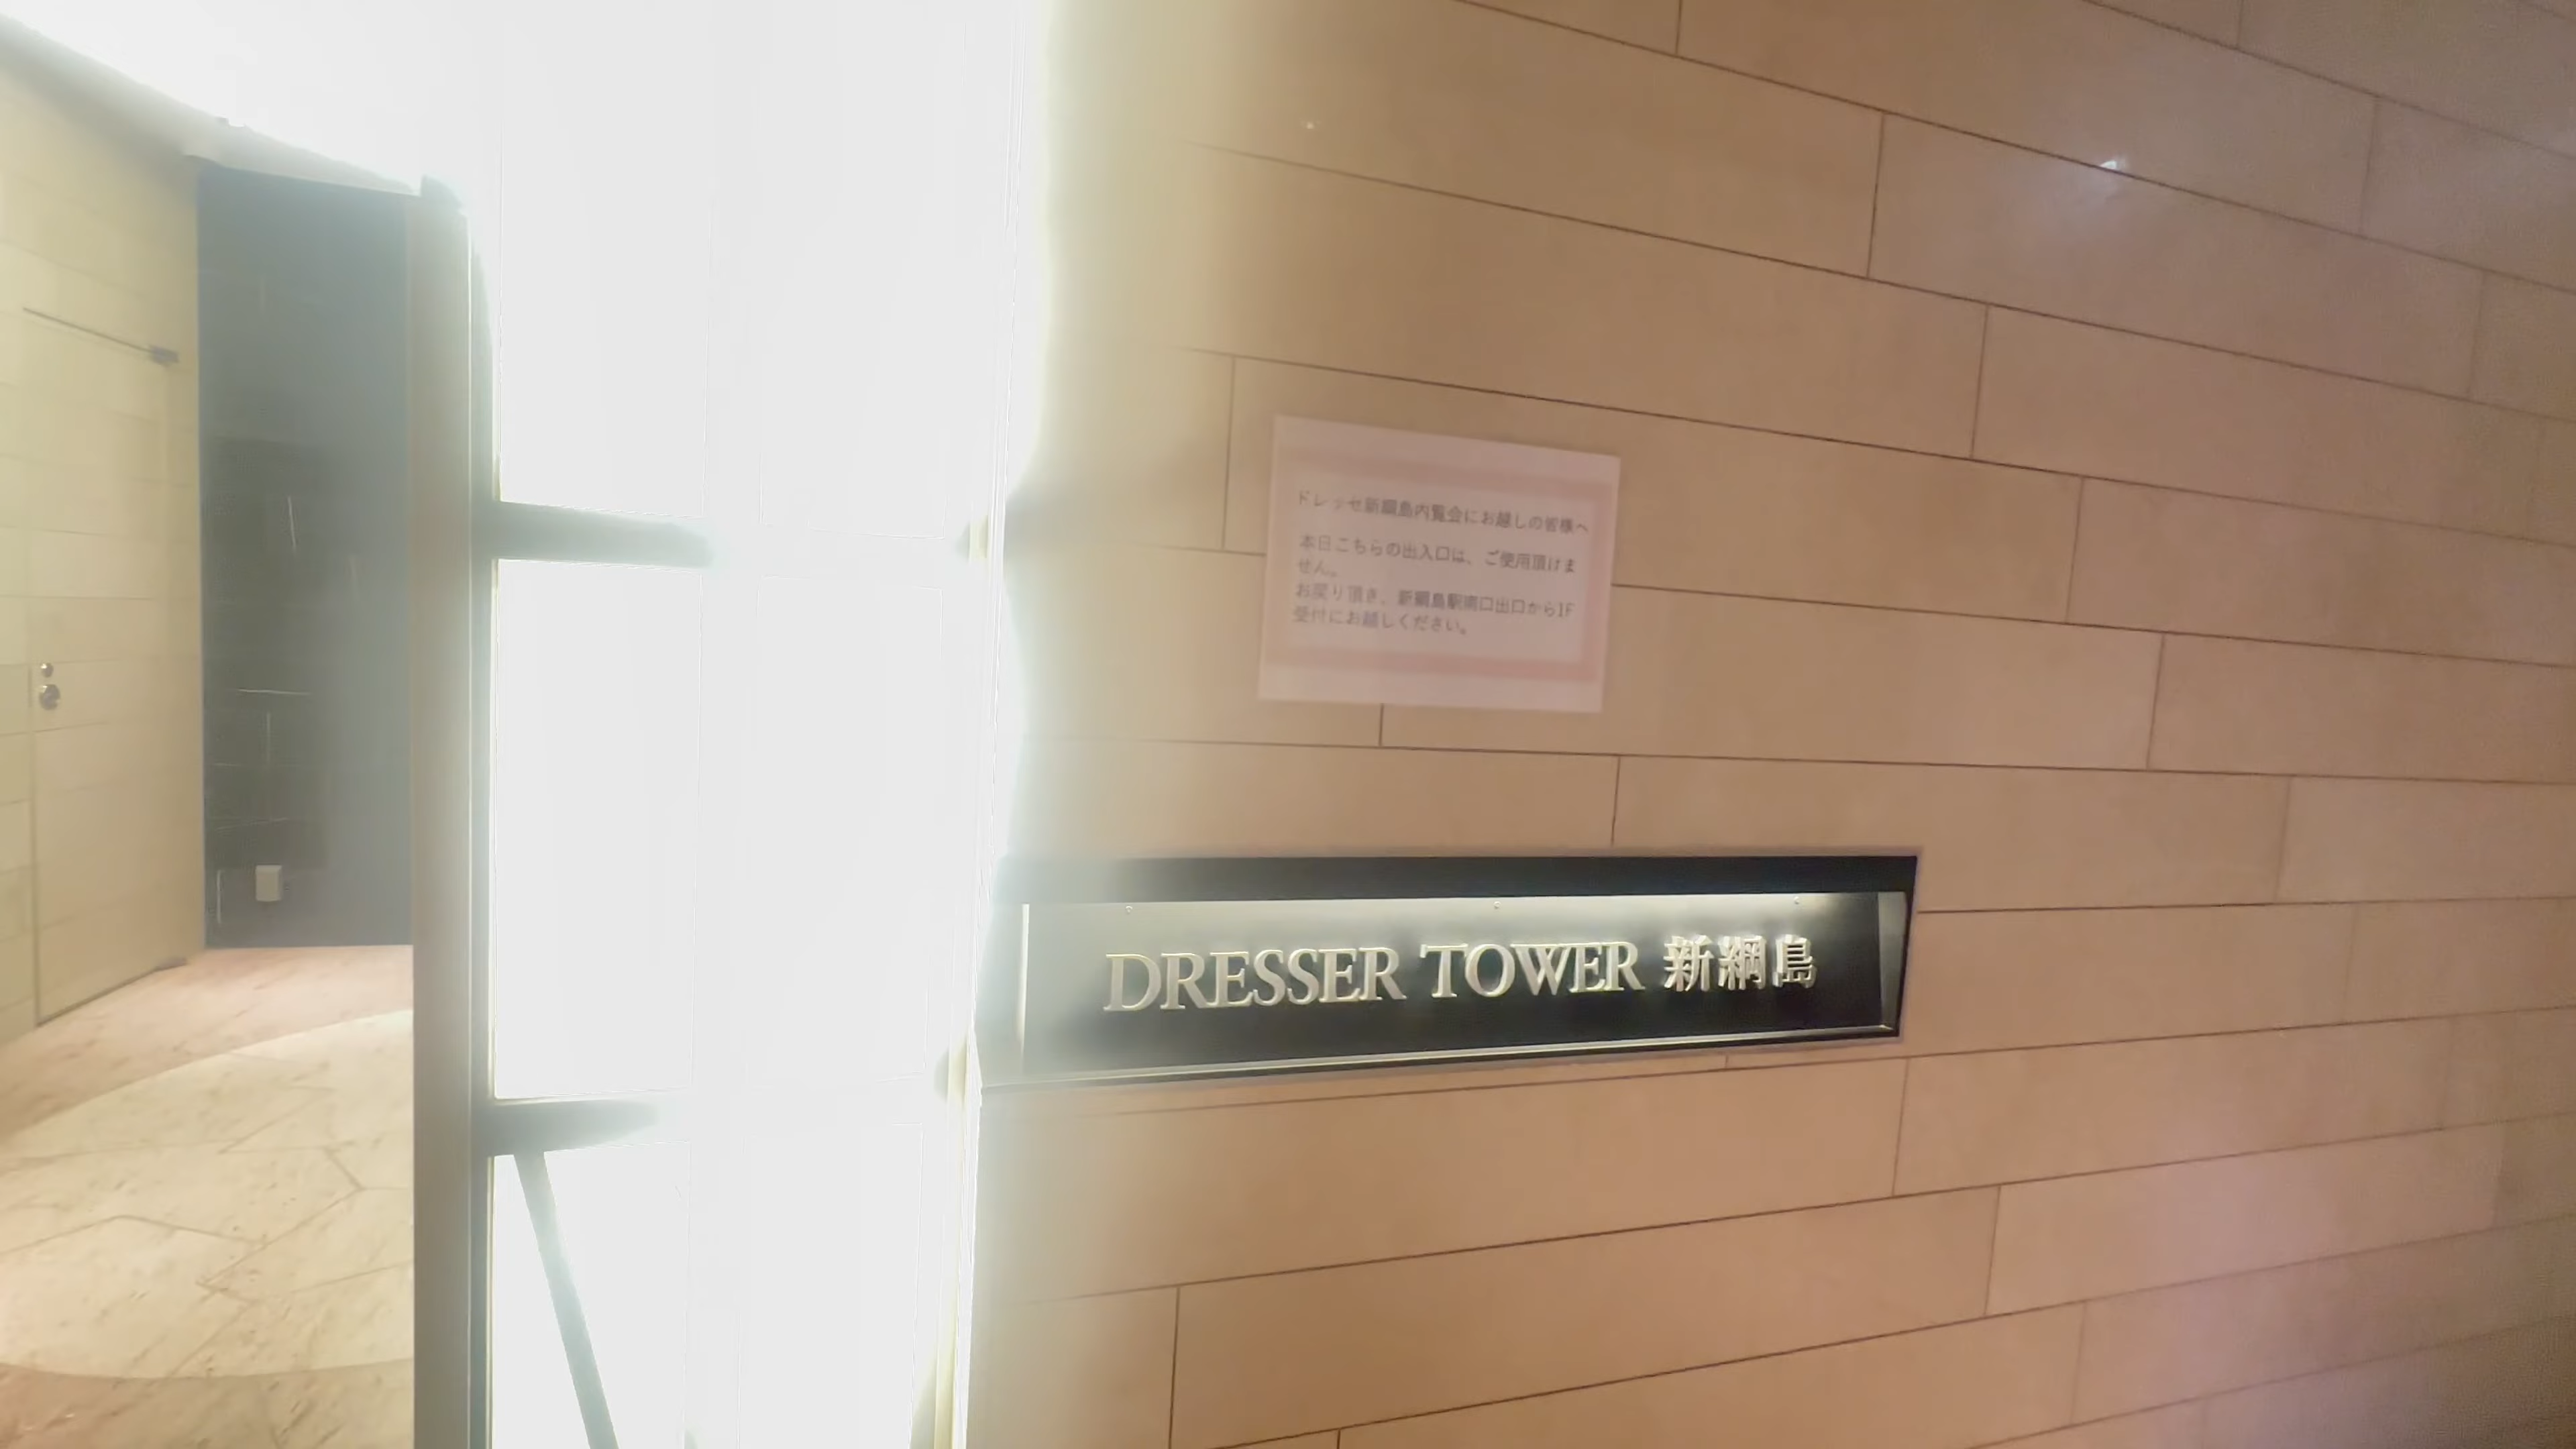 ドレッセ新綱島内覧会にお越しの皆様へ
本日こちらの出入口は、ご使用頂けま
せん。
お戻り頂き、新綱島駅南口出口から1F
受付にお越しください。
DRESSER TOWER 新綱島